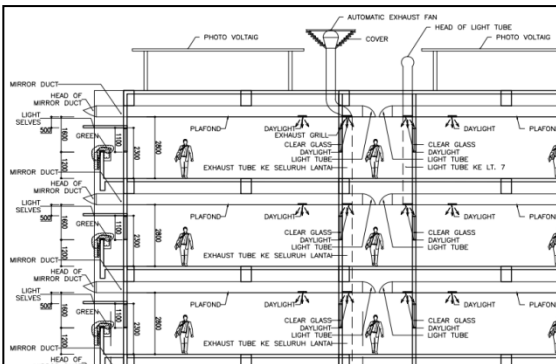 AUTOMATIC EXHAUST FAN
PHOTO VOLTAIG
COVER
HEAD OF LIGHT TUBE
PHOTO VOLTAIG
MIRROR DUCT
HEAD OF
MIRROR DUCT
LIGHT
SELVES
500
1600
GREEN
1100
1200
2300
2800
PLAFOND
DAYLIGHT
EXHAUST GRILL
CLEAR GLASS
DAYLIGHT
LIGHT TUBE
EXHAUST TUBE KE SELURUH LANTAI
DAYLIGHT
PLAFOND
CLEAR GLASS
DAYLIGHT
LIGHT TUBE
LIGHT TUBE KE LT. 7
MIRROR DUCT
HEAD OF
MIRROR DUCT
LIGHT
SELVES
500
1600
GREEN
1100
1200
2300
2800
PLAFOND
DAYLIGHT
CLEAR GLASS
DAYLIGHT
LIGHT TUBE
EXHAUST TUBE KE SELURUH LANTAI
DAYLIGHT
PLAFOND
CLEAR GLASS
DAYLIGHT
LIGHT TUBE
MIRROR DUCT
HEAD OF
MIRROR DUCT
LIGHT
SELVES
500
1600
GREEN
1100
1200
2300
2800
PLAFOND
DAYLIGHT
CLEAR GLASS
DAYLIGHT
LIGHT TUBE
EXHAUST TUBE KE SELURUH LANTAI
DAYLIGHT
PLAFOND
CLEAR GLASS
DAYLIGHT
LIGHT TUBE
MIRROR DUCT
HEAD OF